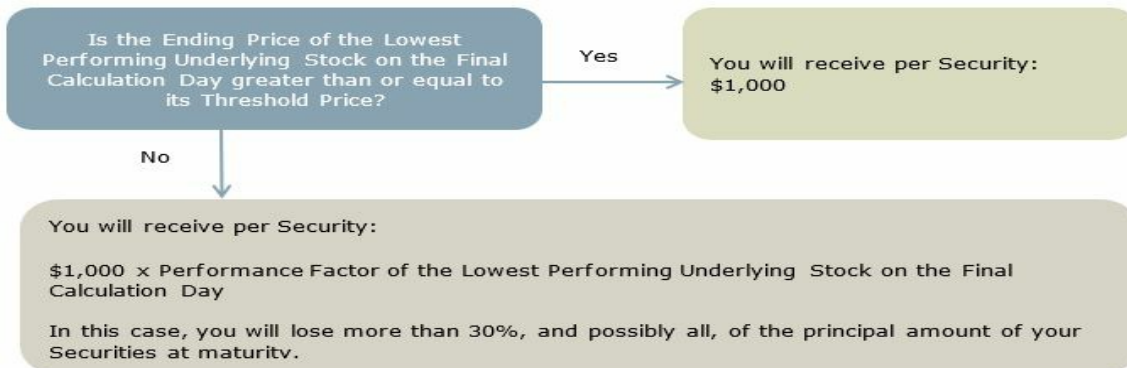 Is the Ending Price of the Lowest
Performing Underlying Stock on the Final
Calculation Day greater than or equal to
its Threshold Price?
Yes
You will receive per Security:
$1,000
No
You will receive per Security:
$1,000 x Performance Factor of the Lowest Performing Underlying Stock on the Final
Calculation Day
In this case, you will lose more than 30%, and possibly all, of the principal amount of your
Securities at maturity.